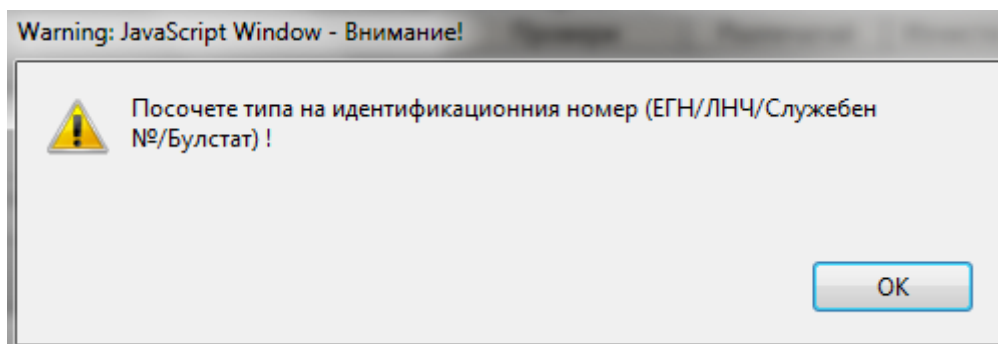 Warning: JavaScript Window - Внимание!
Посочете типа на идентификационния номер (ЕГН/ЛНЧ/Служебен
№/Булстат) !
OK